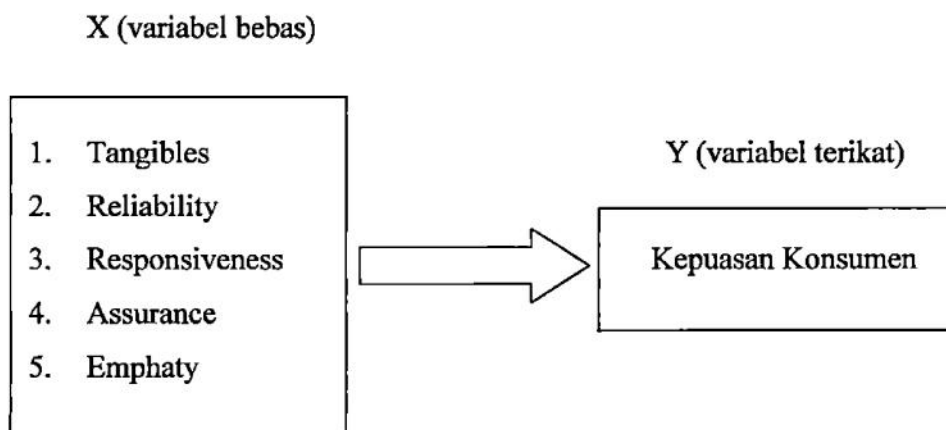 X (variabel bebas)
1. Tangibles
2. Reliability
3. Responsiveness
4. Assurance
5. Emphaty
Y (variabel terikat)
Kepuasan Konsumen